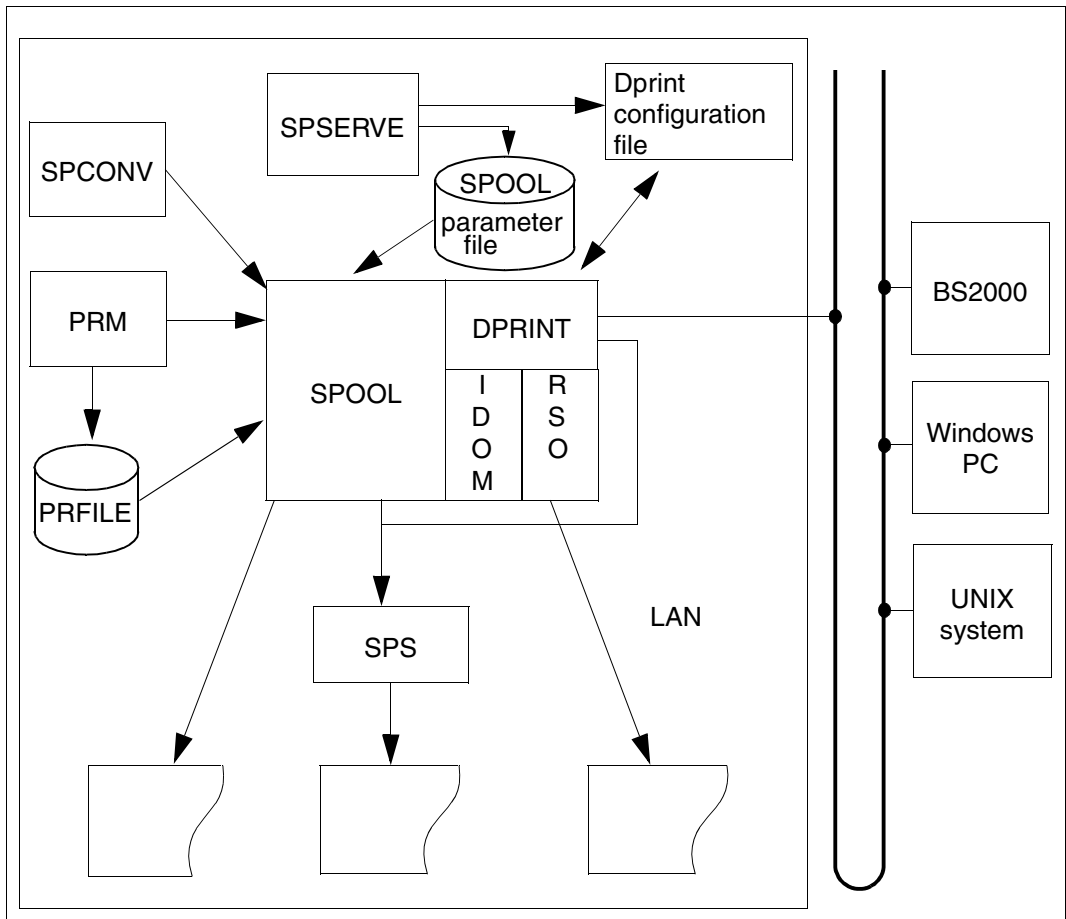 SPSERVE
Dprint
configuration
file
SPCONV
SPOOL
parameter
file
BS2000
PRM
DPRINT
SPOOL
I
D
O
M
R
S
O
Windows
PC
PRFILE
UNIX
system
LAN
SPS